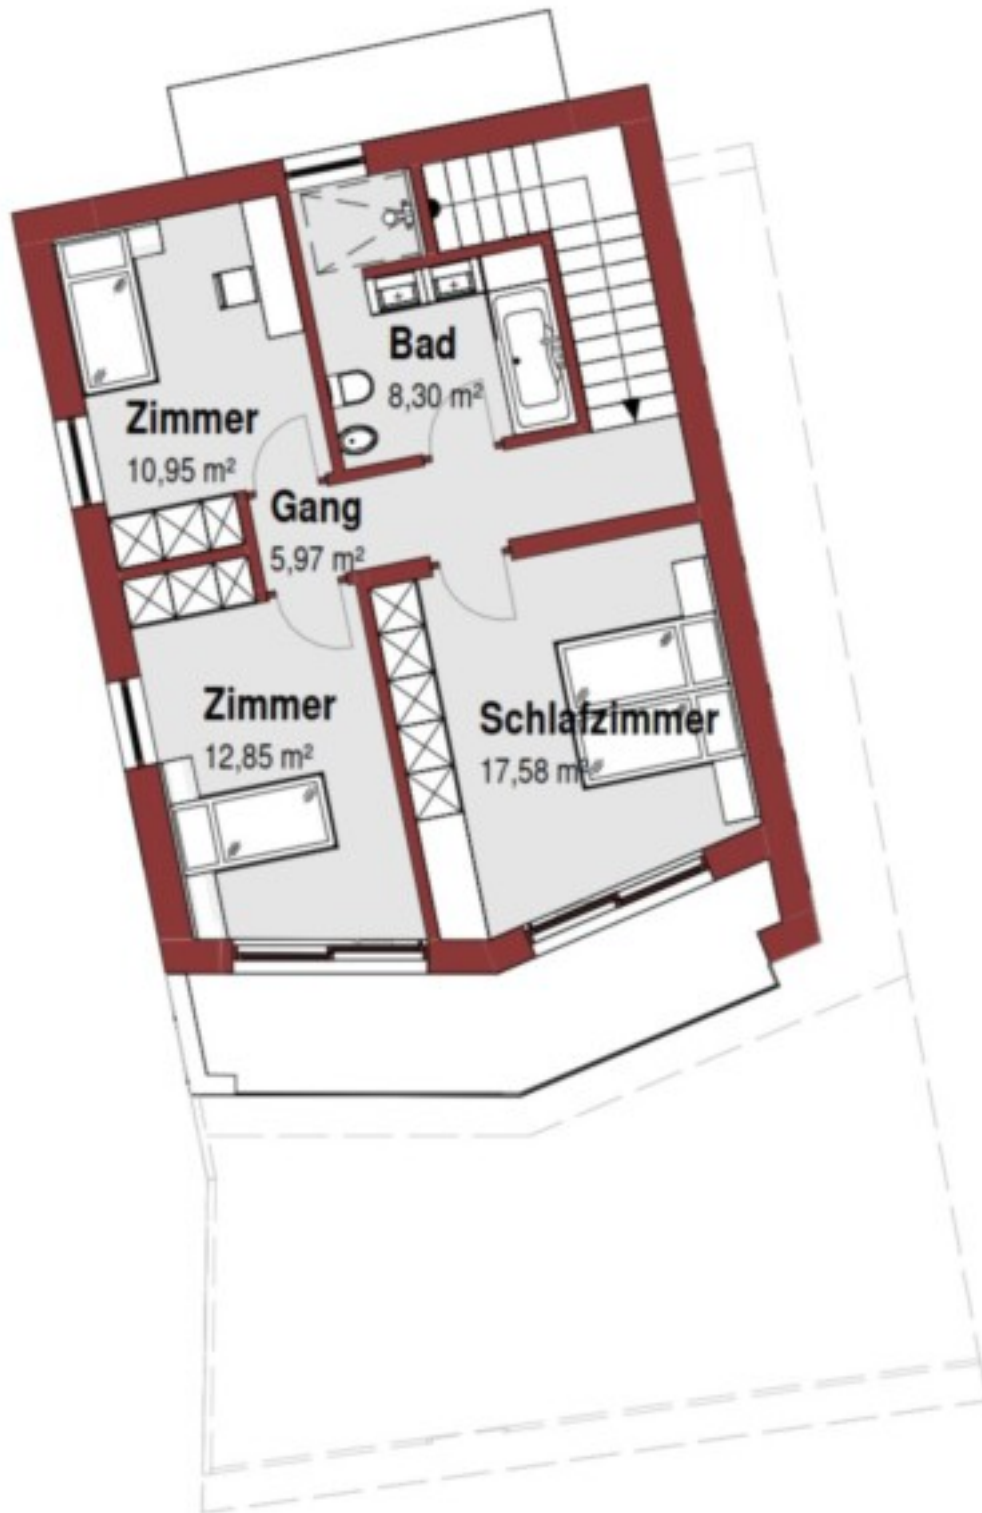 Bad
8,30 m²
Zimmer
10,95 m²
Gang
5,97 m²
Zimmer
12,85 m²
Schlafzimmer
17,58 m²